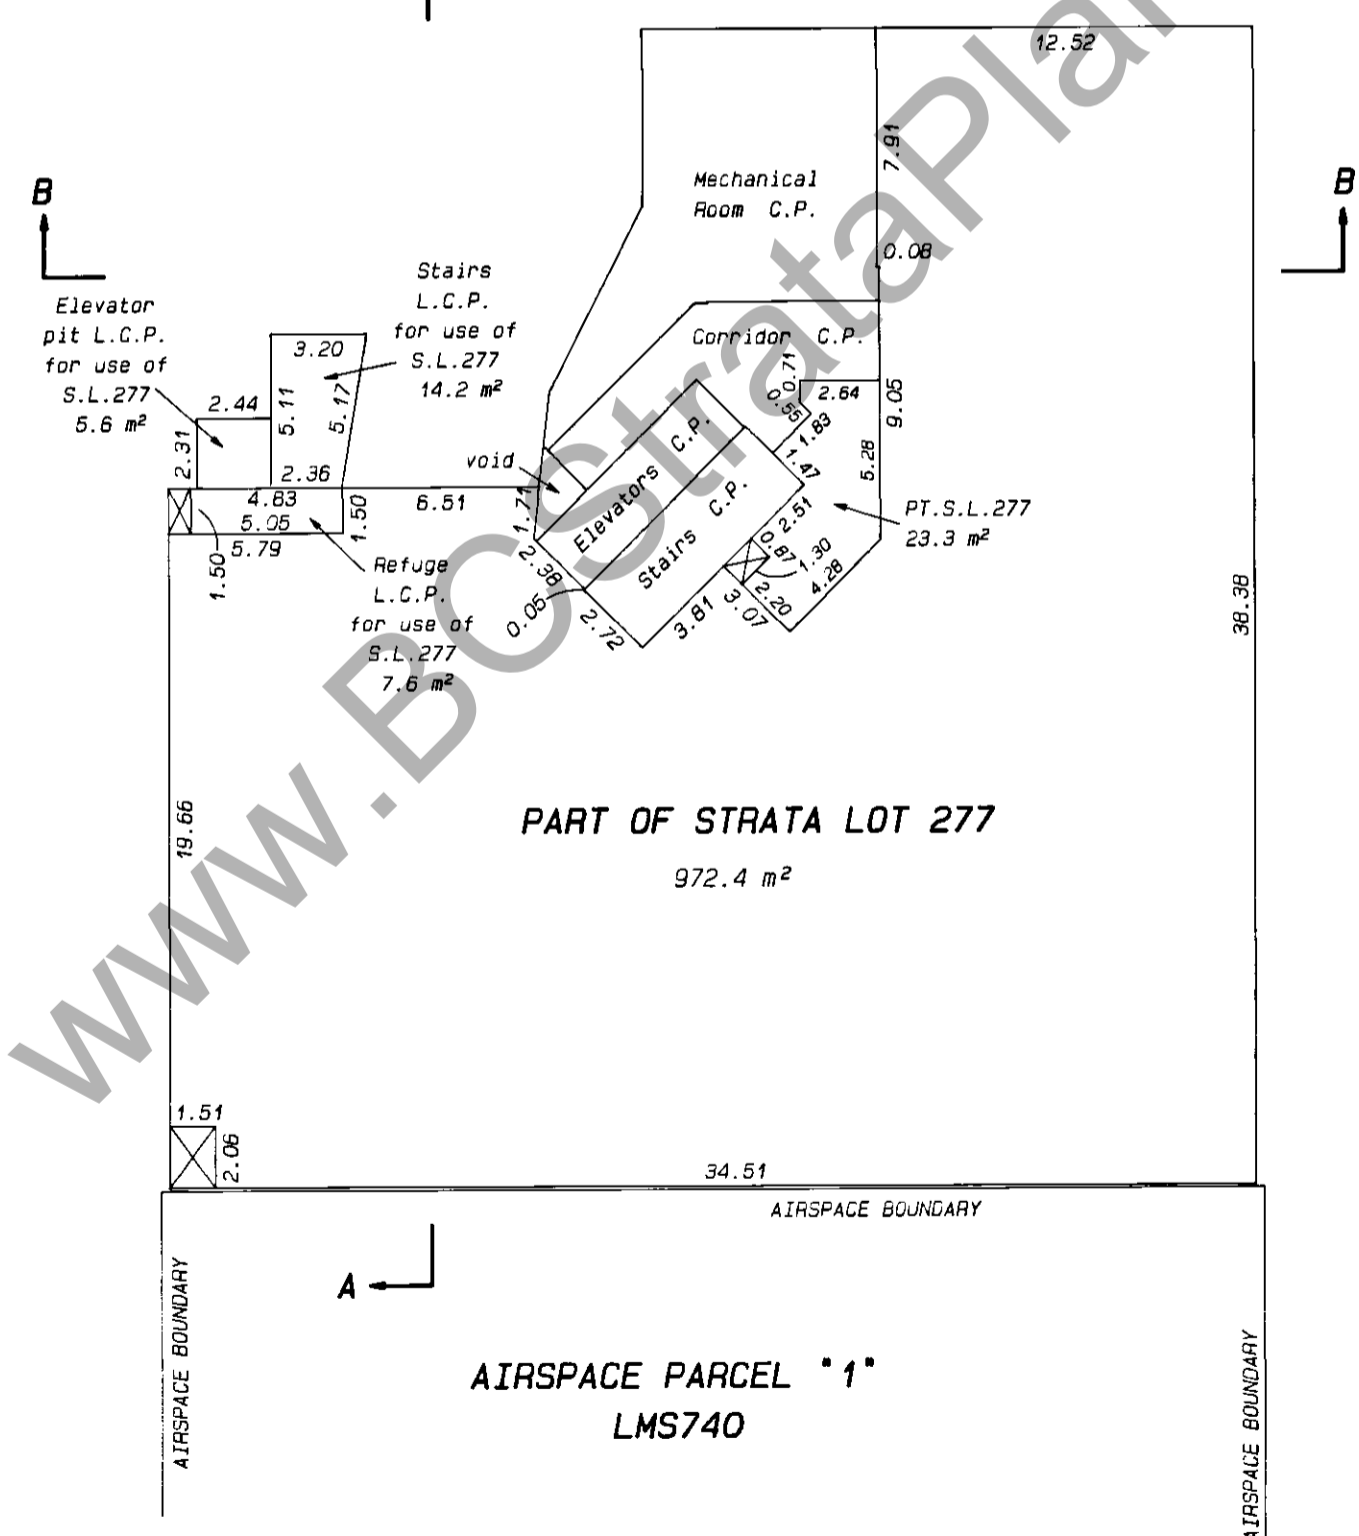 12.52
7.91
B
B
Mechanical
Room C.P.
0.08
Stairs
L.C.P.
for use of
S.L.277
14.2 m²
Elevator
pit L.C.P.
for use of
S.L.277
5.6 m²
3.20
5.11
5.17
2.44
2.31
2.36
Corridor C.P.
0.71
2.64
0.55
1.83
9.05
5.28
1.47
void
Elevators C.P.
Stairs C.P.
4.83
5.05
5.79
1.50
1.50
6.51
1.71
2.38
0.05
2.72
3.81
3.07
2.51
0.87
1.30
2.20
4.28
PT.S.L.277
23.3 m²
Refuge
L.C.P.
for use of
S.L.277
7.6 m²
38.38
19.66
PART OF STRATA LOT 277
972.4 m²
1.51
2.06
34.51
AIRSPACE BOUNDARY
A
AIRSPACE BOUNDARY
AIRSPACE BOUNDARY
AIRSPACE PARCEL "1"
LMS740
www.BCStrataPlan